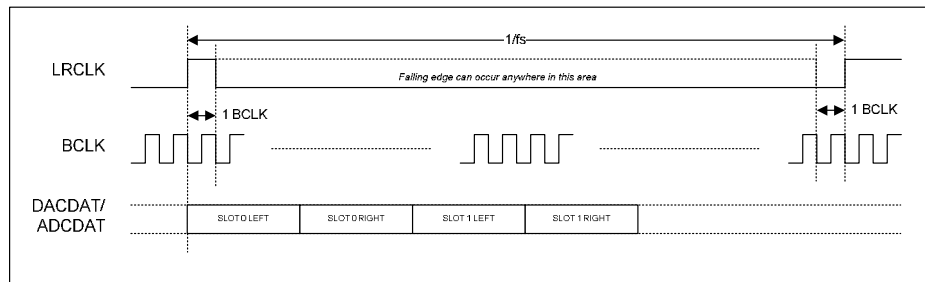 1/fs
LRCLK
Falling edge can occur anywhere in this area
1 BCLK
1 BCLK
BCLK
DACDAT/
ADCDAT
SLOT 0 LEFT
SLOT 0 RIGHT
SLOT 1 LEFT
SLOT 1 RIGHT